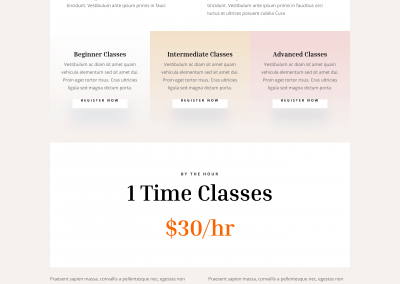 tincidunt. Vestibulum ante ipsum primis in fauci.
tincidunt. Vestibulum ante ipsum primis in faucibus orci
luctus et ultrices posuere cubilia Cura
Beginner Classes
Vestibulum ac diam sit amet quam
vehicula elementum sed sit amet dui.
Proin eget tortor risus. Cras ultricies
ligula sed magna dictum porta.
REGISTER NOW
Intermediate Classes
Vestibulum ac diam sit amet quam
vehicula elementum sed sit amet dui.
Proin eget tortor risus. Cras ultricies
ligula sed magna dictum porta.
REGISTER NOW
Advanced Classes
Vestibulum ac diam sit amet quam
vehicula elementum sed sit amet dui.
Proin eget tortor risus. Cras ultricies
ligula sed magna dictum porta.
REGISTER NOW
BY THE HOUR
1 Time Classes
$30/hr
Praesent sapien massa, convallis a pellentesque nec, egestas non
Praesent sapien massa, convallis a pellentesque nec, egestas non